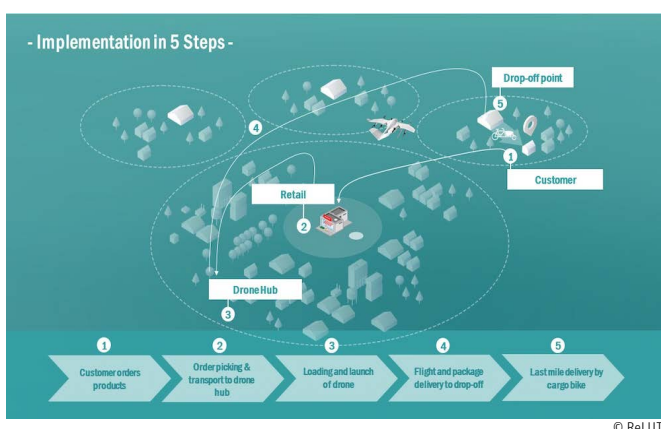 - Implementation in 5 Steps -
Drop-off point
5
4
1
Customer
Retail
2
Drone Hub
3
1
Customer orders
products
2
Order picking &
transport to drone
hub
3
Loading and launch
of drone
4
Flight and package
delivery to drop-off
5
Last mile delivery by
cargo bike